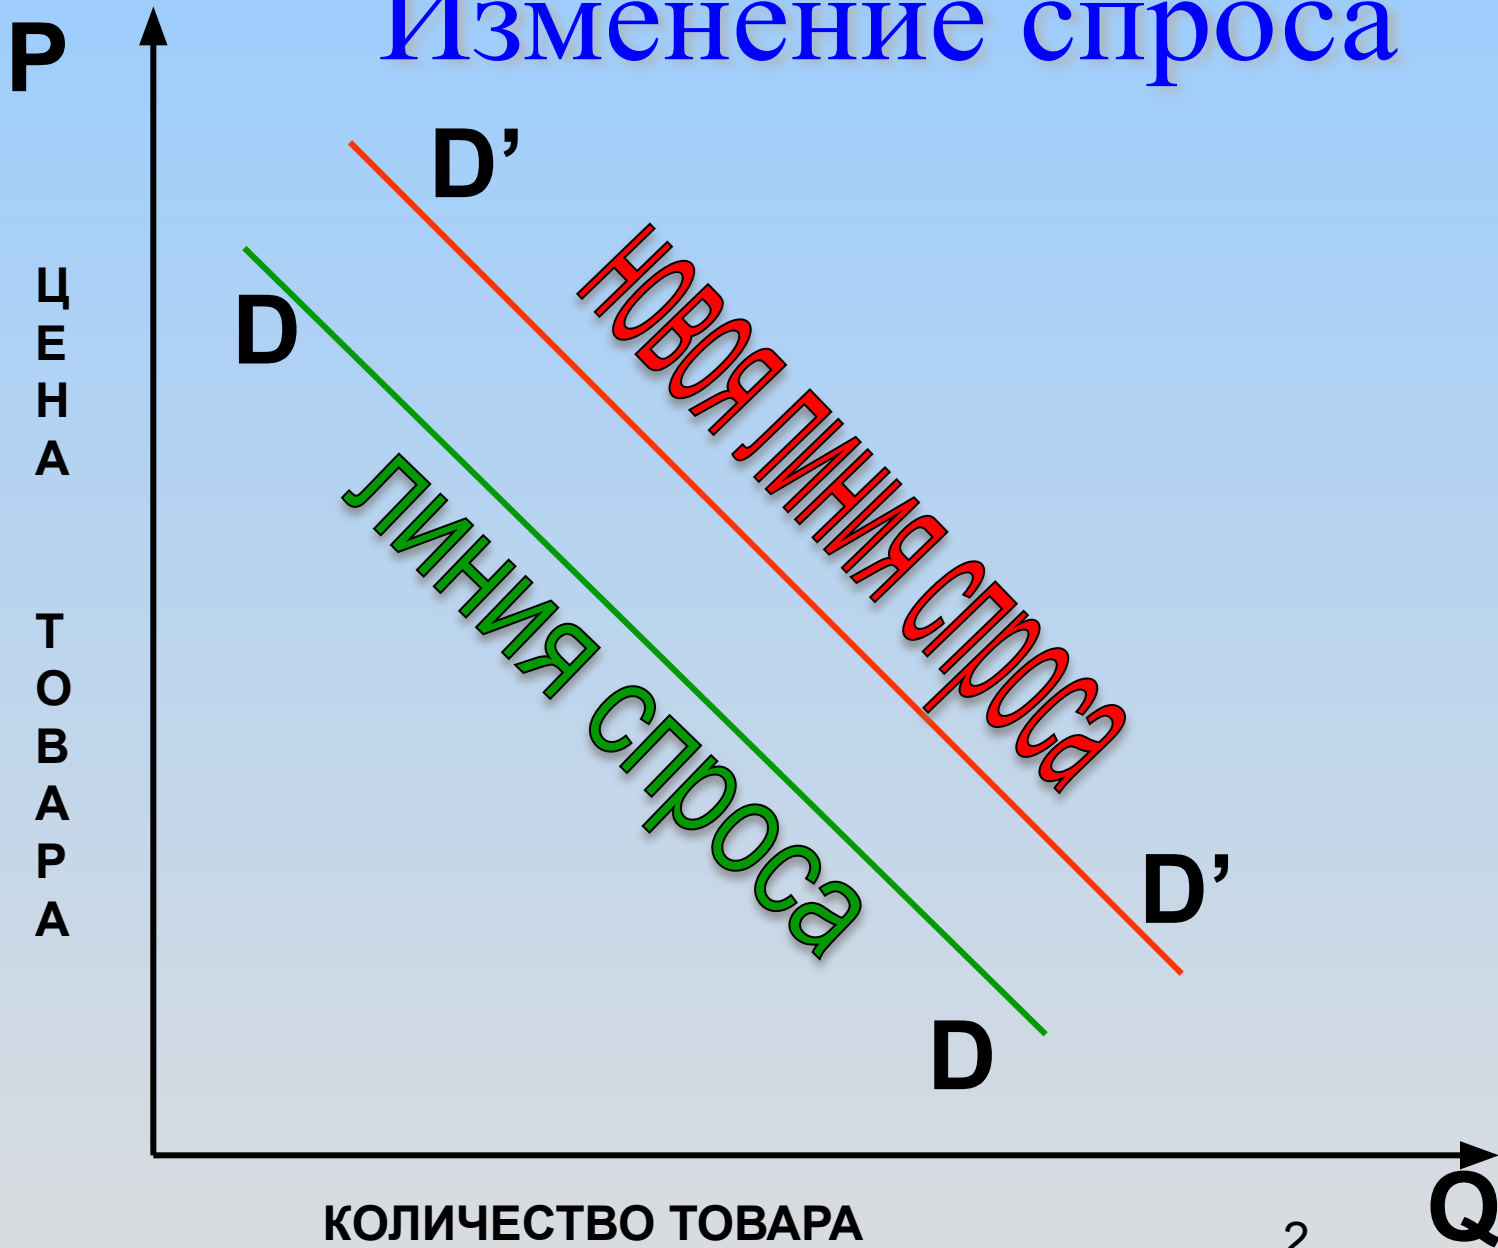 Изменение спроса
P
D’
D
НОВОЯ ЛИНИЯ спроса
ЛИНИЯ спроса
ЦЕНА
ТОВАРА
D’
D
Q
КОЛИЧЕСТВО ТОВАРА
2